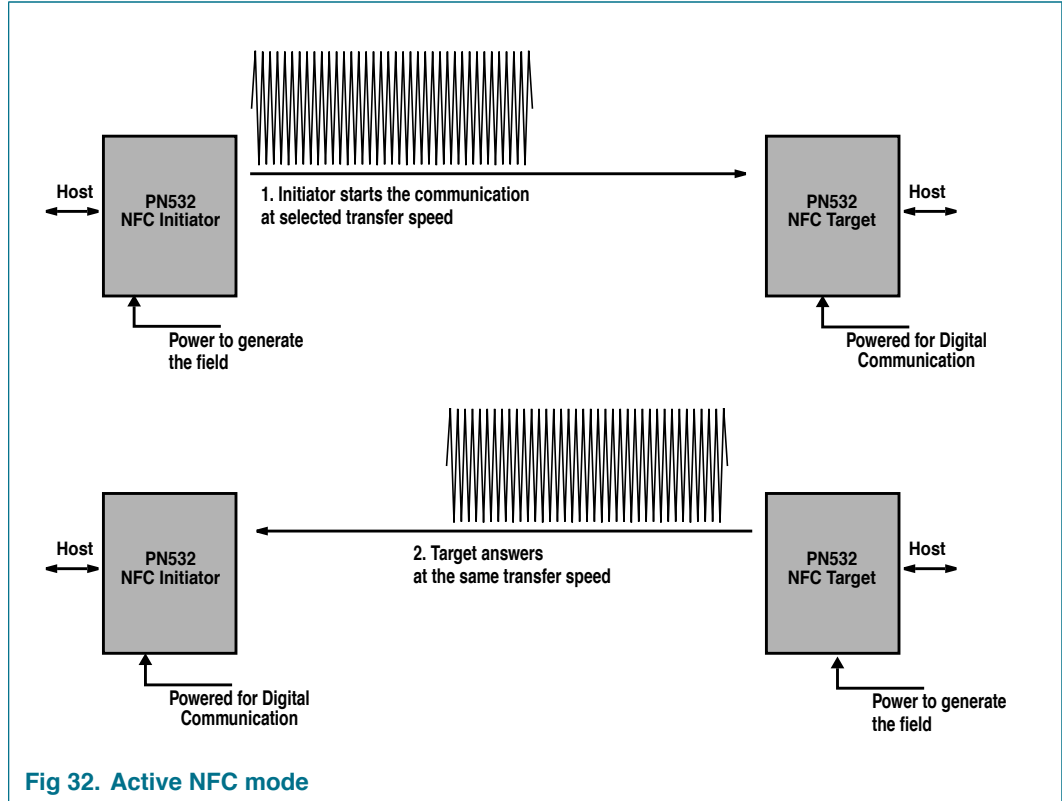 Host
PN532
NFC Initiator
1. Initiator starts the communication
at selected transfer speed
PN532
NFC Target
Host
Power to generate
the field
Powered for Digital
Communication
Host
PN532
NFC Initiator
2. Target answers
at the same transfer speed
PN532
NFC Target
Host
Powered for Digital
Communication
Power to generate
the field
Fig 32. Active NFC mode